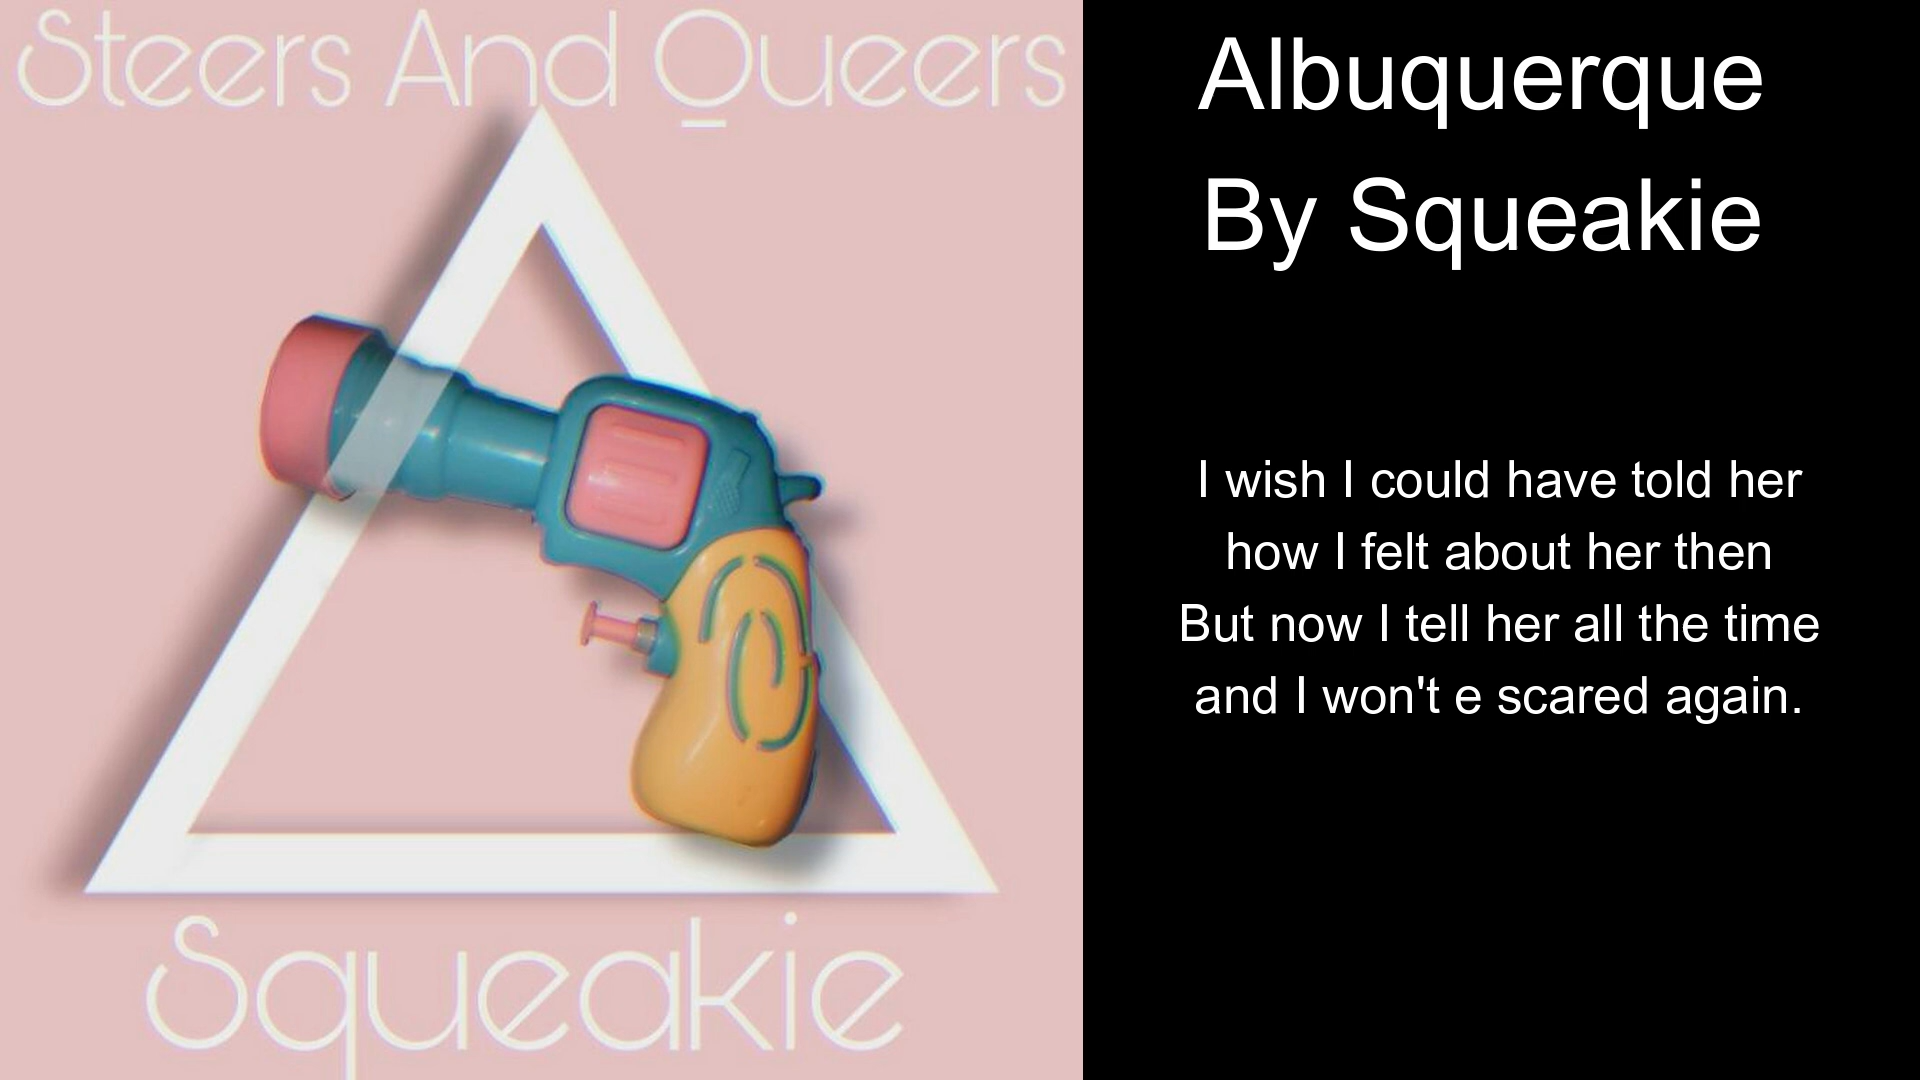 Steers And Queers
Squeakie
Albuquerque
By Squeakie
I wish I could have told her
how I felt about her then
But now I tell her all the time
and I won't e scared again.